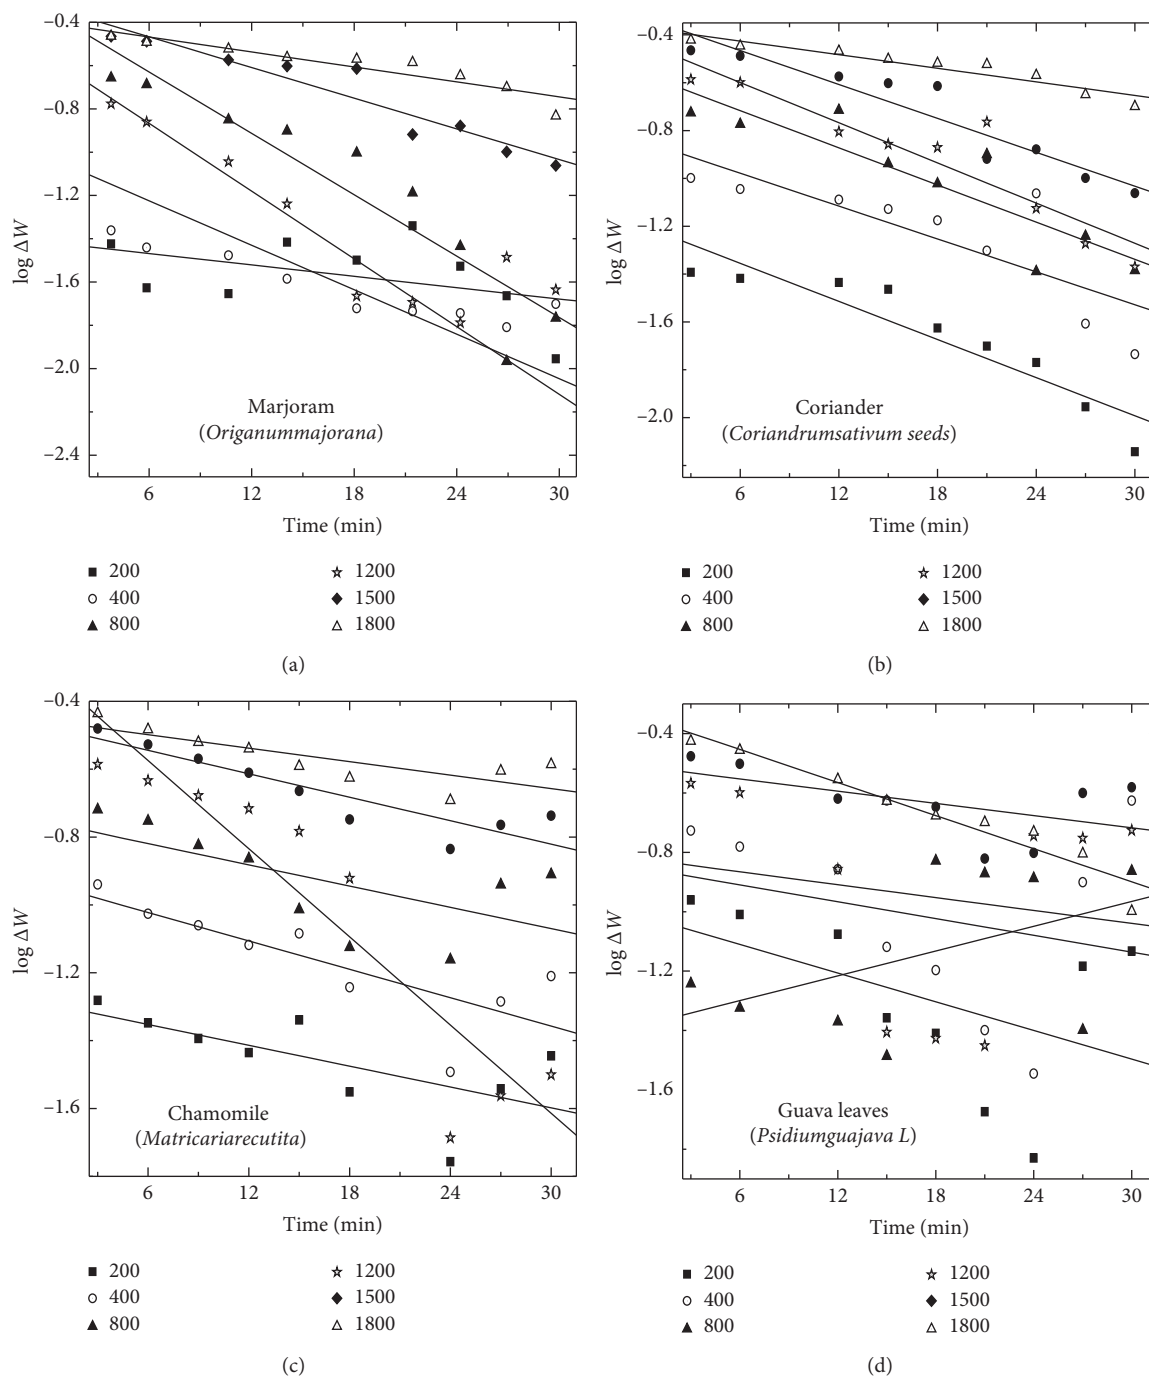 −0.4
−0.8
−1.2
−1.6
−2.0
−2.4
log ΔW
Marjoram
(Origanummajorana)
6 12 18 24 30
Time (min)
200 1200
400 1500
800 1800
(a)
−0.4
−0.8
−1.2
−1.6
−2.0
log ΔW
Coriander
(Coriandrumsativum seeds)
6 12 18 24 30
Time (min)
200 1200
400 1500
800 1800
(b)
−0.4
−0.8
−1.2
−1.6
log ΔW
Chamomile
(Matricariarecutita)
6 12 18 24 30
Time (min)
200 1200
400 1500
800 1800
(c)
−0.4
−0.8
−1.2
−1.6
log ΔW
Guava leaves
(Psidiumguajava L)
6 12 18 24 30
Time (min)
200 1200
400 1500
800 1800
(d)